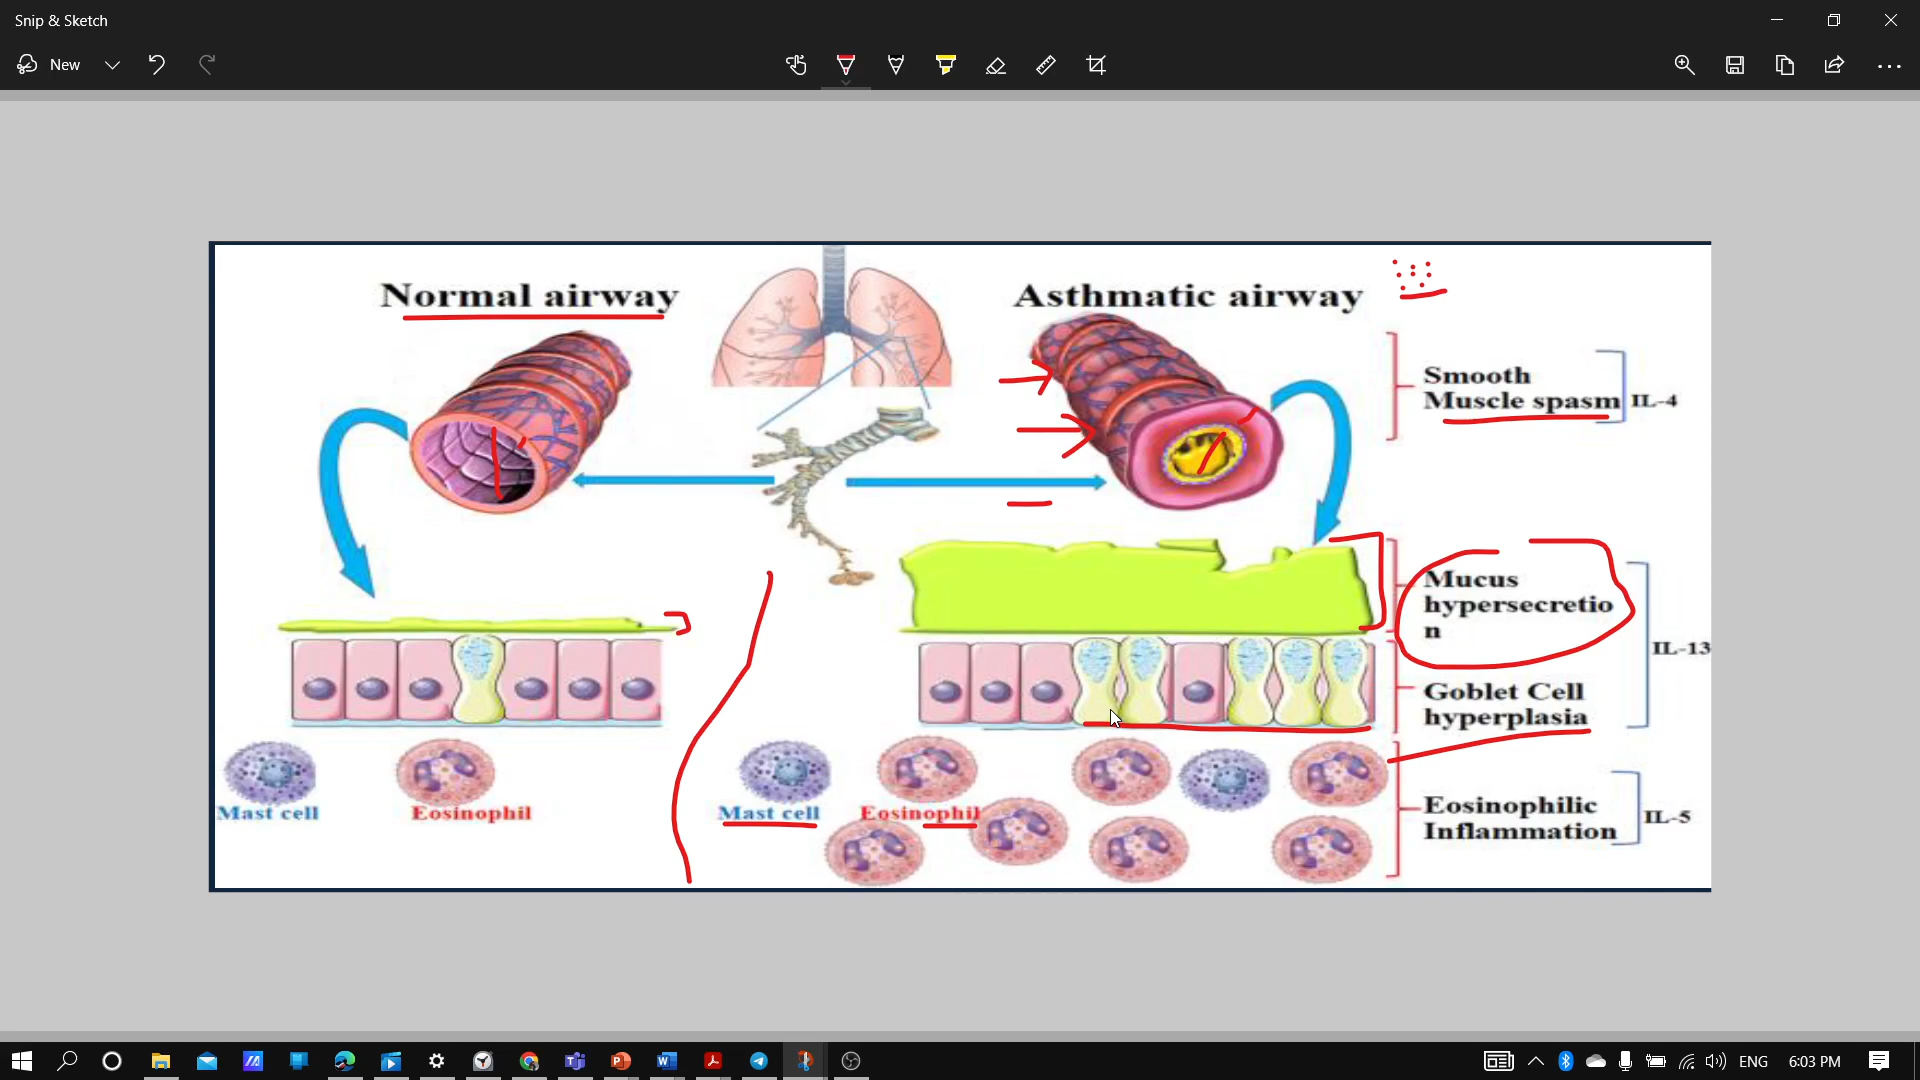 Snip & Sketch
New
Normal airway
Asthmatic airway
Smooth
Muscle spasm
IL-4
Mucus
hypersecretio
n
IL-13
Goblet Cell
hyperplasia
Mast cell
Eosinophil
Mast cell
Eosinophil
Eosinophilic
Inflammation
IL-5
ENG
6:03 PM